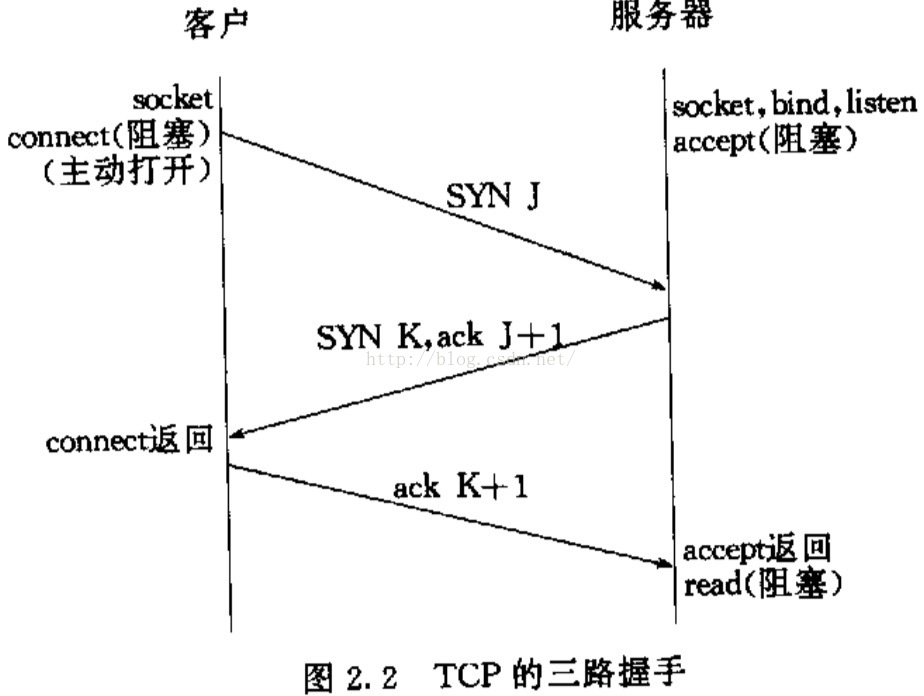 客户
服务器
socket
connect(阻塞)
(主动打开)
socket,bind,listen
accept(阻塞)
SYN J
SYN K,ack J+1
http://blog.csdn.net/
connect返回
ack K+1
accept返回
read(阻塞)
图 2.2 TCP 的三路握手